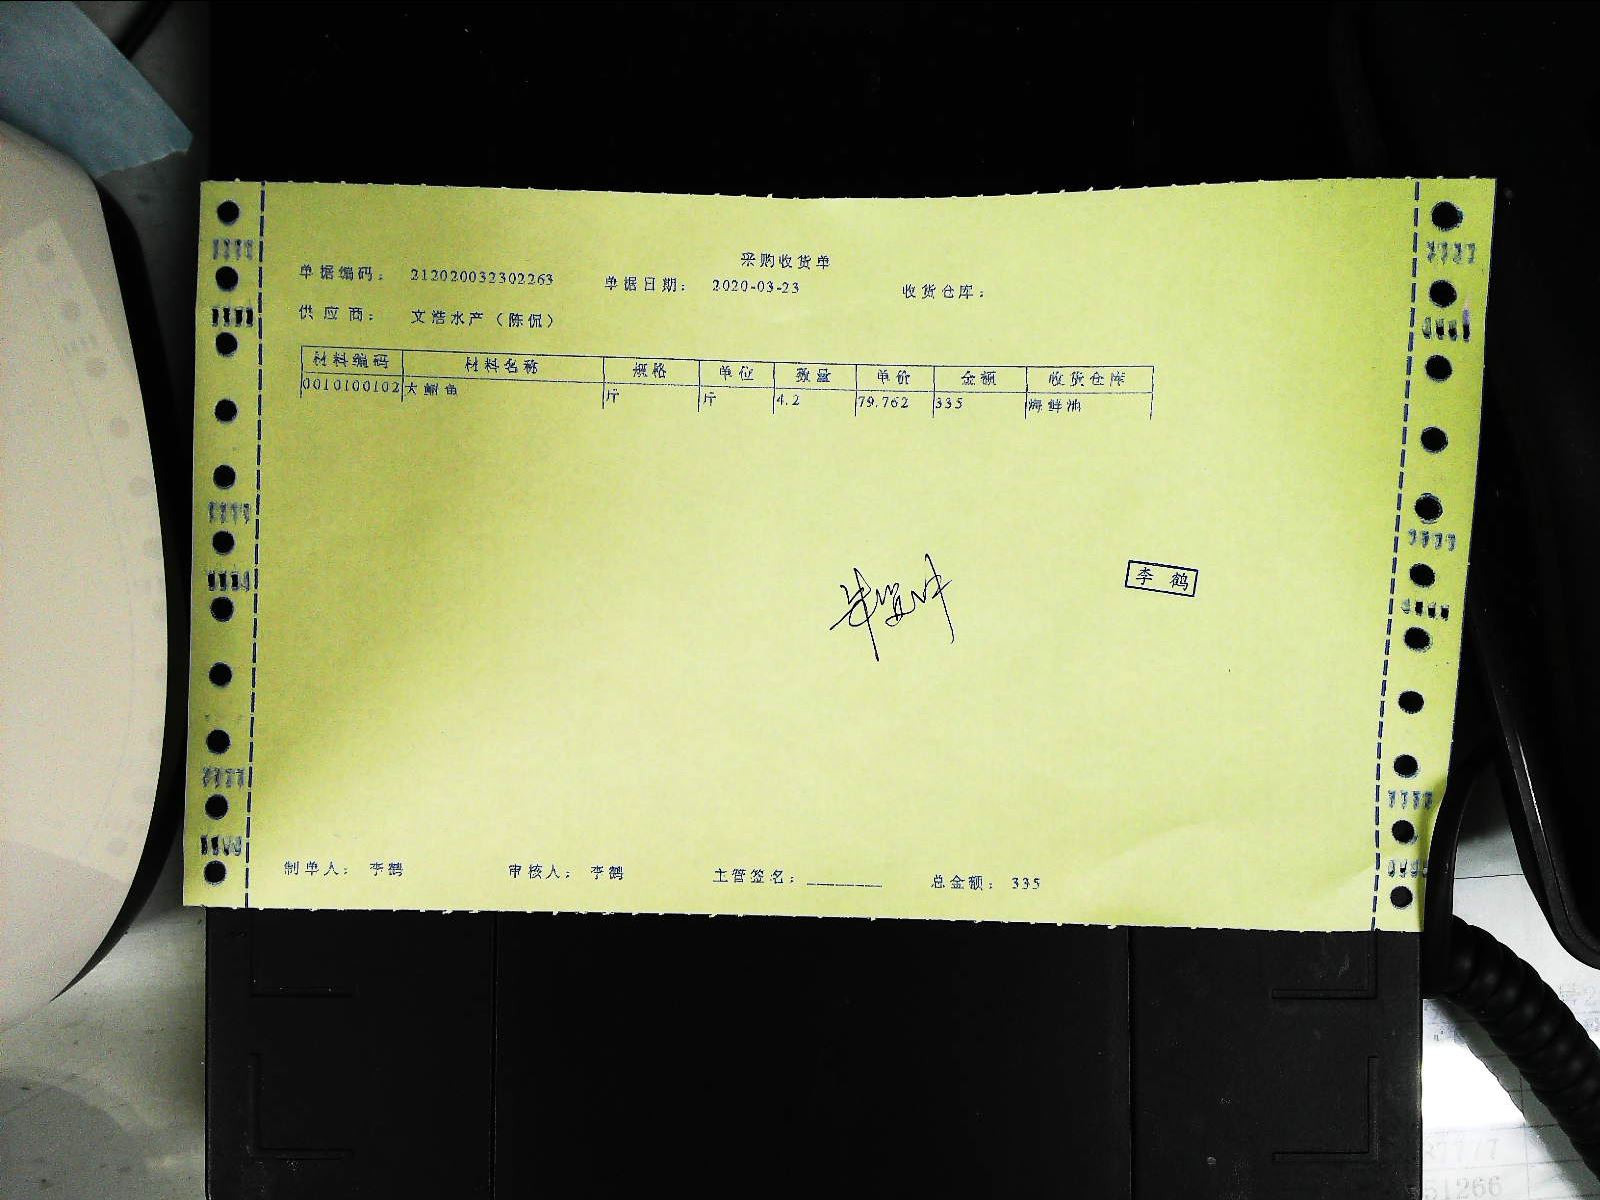 采购收货单
单据编码： 212020032302263 单据日期： 2020-03-23 收货仓库：
供应商： 文浩水产（陈侃）
材料编码 材料名称 规格 单位 数量 单价 金额 收货仓库
0010100102 大鲍鱼 斤 斤 4.2 79.762 335 海鲜池
李鹤
制单人： 李鹤 审核人： 李鹤 主管签名：________ 总金额： 335
37777
51266